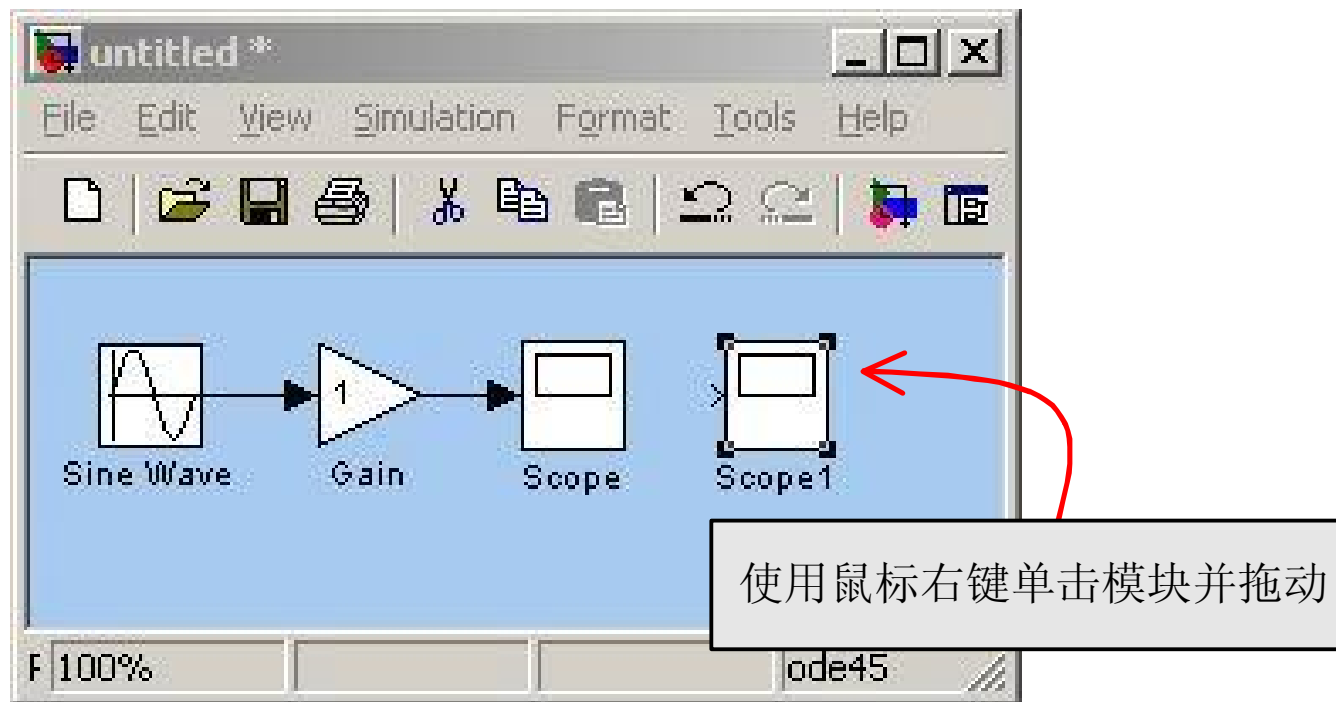 untitled *
File Edit View Simulation Format Tools Help
1
Sine Wave Gain Scope Scope1
使用鼠标右键单击模块并拖动
F 100% ode45